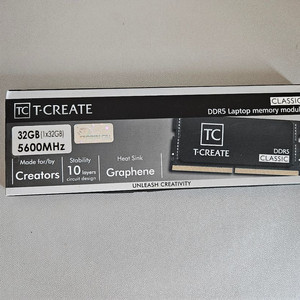 TC T-CREATE
CLASSIC
DDR5 Laptop memory modul
32GB (1x32GB)
5600MHz
Made for/by
Creators
Stability
10 layers
circuit design
Heat Sink
Graphene
TC
T-CREATE
DDR5
CLASSIC
UNLEASH CREATIVITY